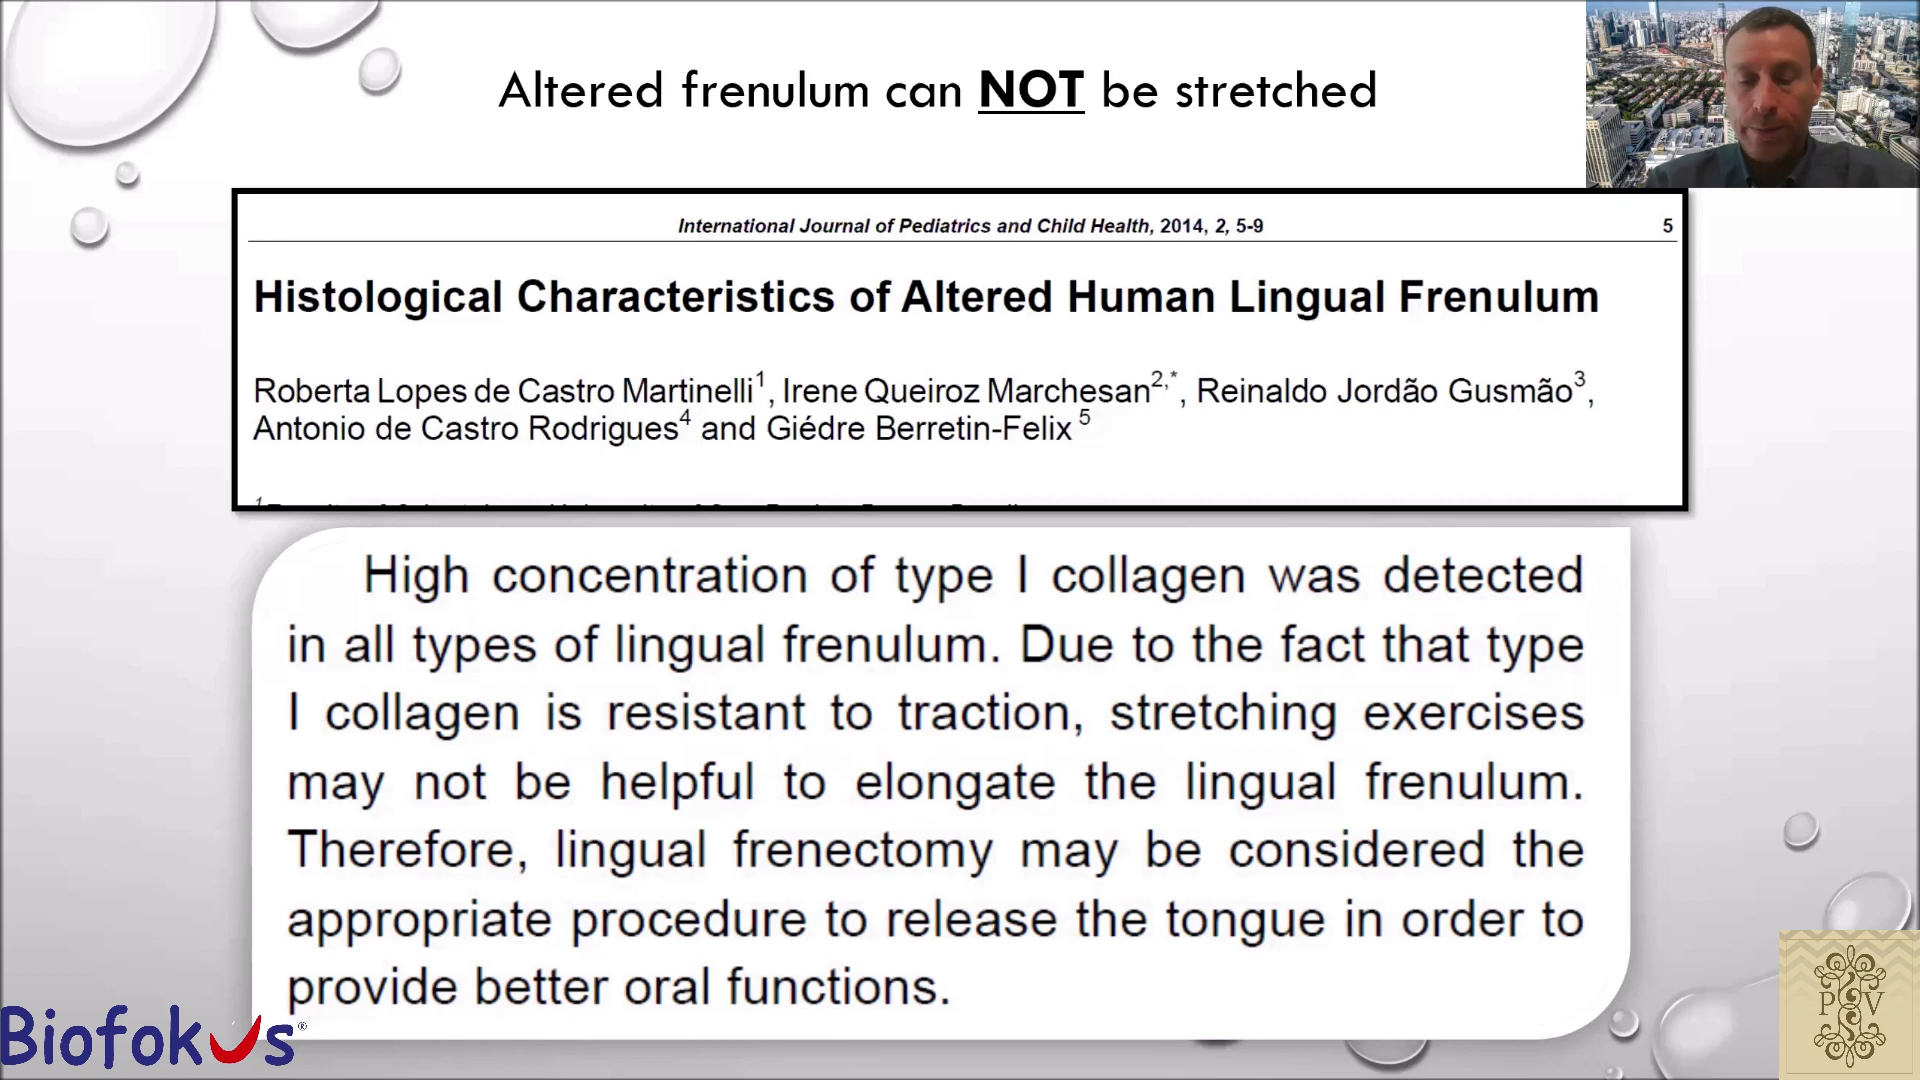 Altered frenulum can NOT be stretched
International Journal of Pediatrics and Child Health, 2014, 2, 5-9 5
Histological Characteristics of Altered Human Lingual Frenulum
Roberta Lopes de Castro Martinelli1, Irene Queiroz Marchesan2,*, Reinaldo Jordão Gusmão3,
Antonio de Castro Rodrigues4 and Giédre Berretin-Felix5
1
High concentration of type I collagen was detected
in all types of lingual frenulum. Due to the fact that type
I collagen is resistant to traction, stretching exercises
may not be helpful to elongate the lingual frenulum.
Therefore, lingual frenectomy may be considered the
appropriate procedure to release the tongue in order to
provide better oral functions.
Biofokus®
P S V